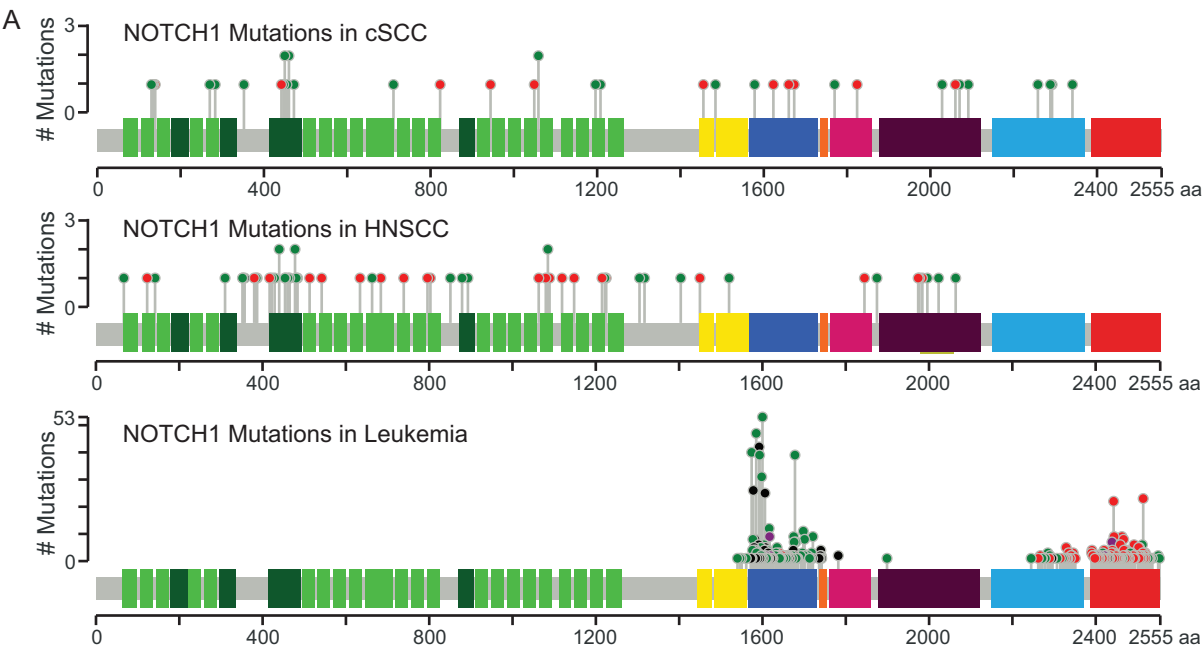 A
NOTCH1 Mutations in cSCC
# Mutations
3
0
0 400 800 1200 1600 2000 2400 2555 aa
NOTCH1 Mutations in HNSCC
# Mutations
3
0
0 400 800 1200 1600 2000 2400 2555 aa
NOTCH1 Mutations in Leukemia
# Mutations
53
0
0 400 800 1200 1600 2000 2400 2555 aa